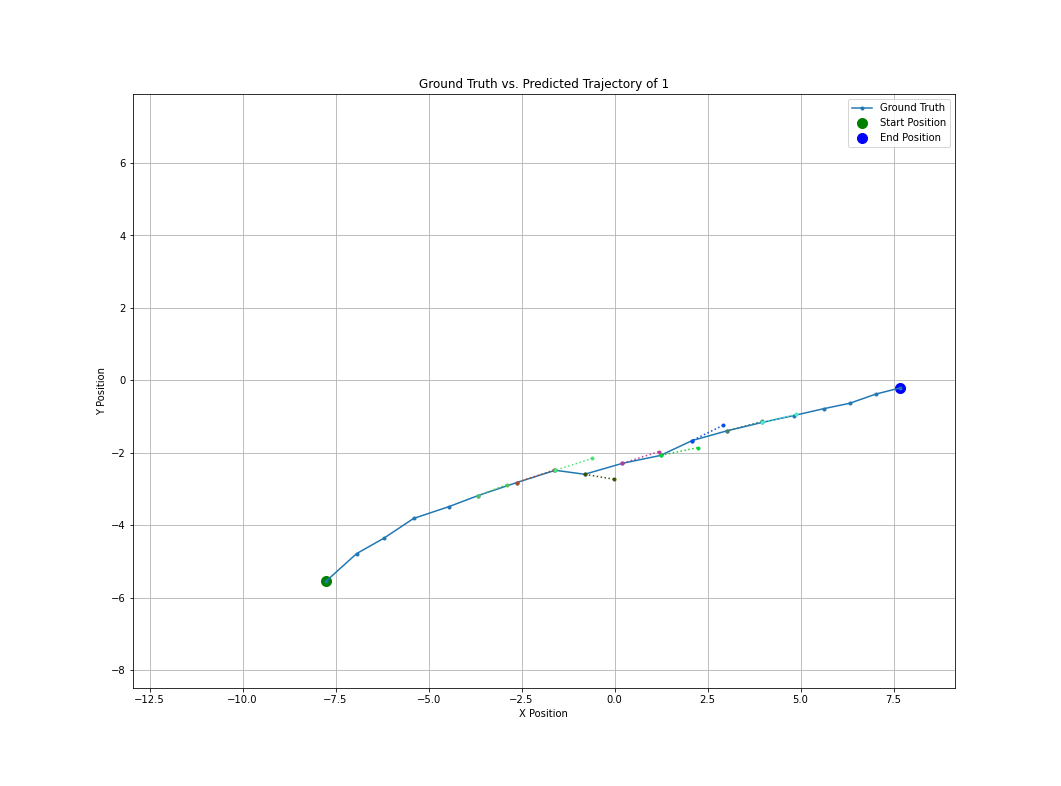 Ground Truth vs. Predicted Trajectory of 1
Ground Truth
Start Position
End Position
6
4
2
0
−2
−4
−6
−8
Y Position
−12.5 −10.0 −7.5 −5.0 −2.5 0.0 2.5 5.0 7.5
X Position